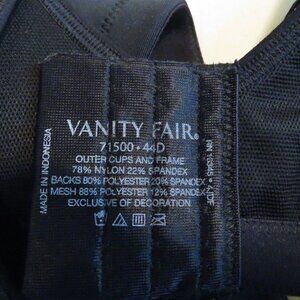 VANITY FAIR®
71500 • 44D
OUTER CUPS AND FRAME
78% NYLON 22% SPANDEX
BACKS 80% POLYESTER 20% SPANDEX
MESH 88% POLYESTER 12% SPANDEX
EXCLUSIVE OF DECORATION
MADE IN INDONESIA